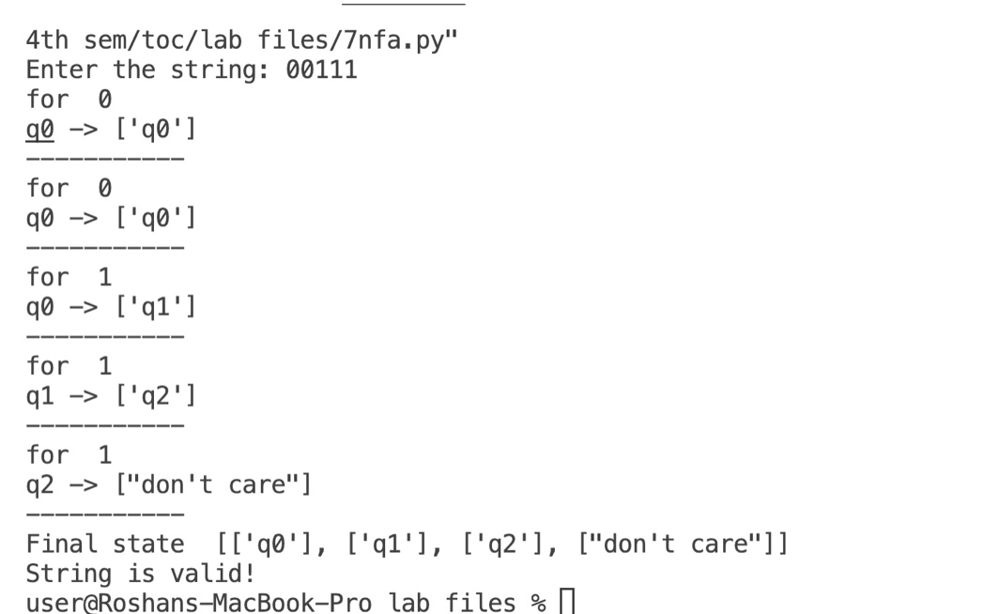 4th sem/toc/lab files/7nfa.py"
Enter the string: 00111
for  0
q0 -> ['q0']
-----------
for  0
q0 -> ['q0']
-----------
for  1
q0 -> ['q1']
-----------
for  1
q1 -> ['q2']
-----------
for  1
q2 -> ["don't care"]
-----------
Final state  [['q0'], ['q1'], ['q2'], ["don't care"]]
String is valid!
user@Roshans-MacBook-Pro lab files %